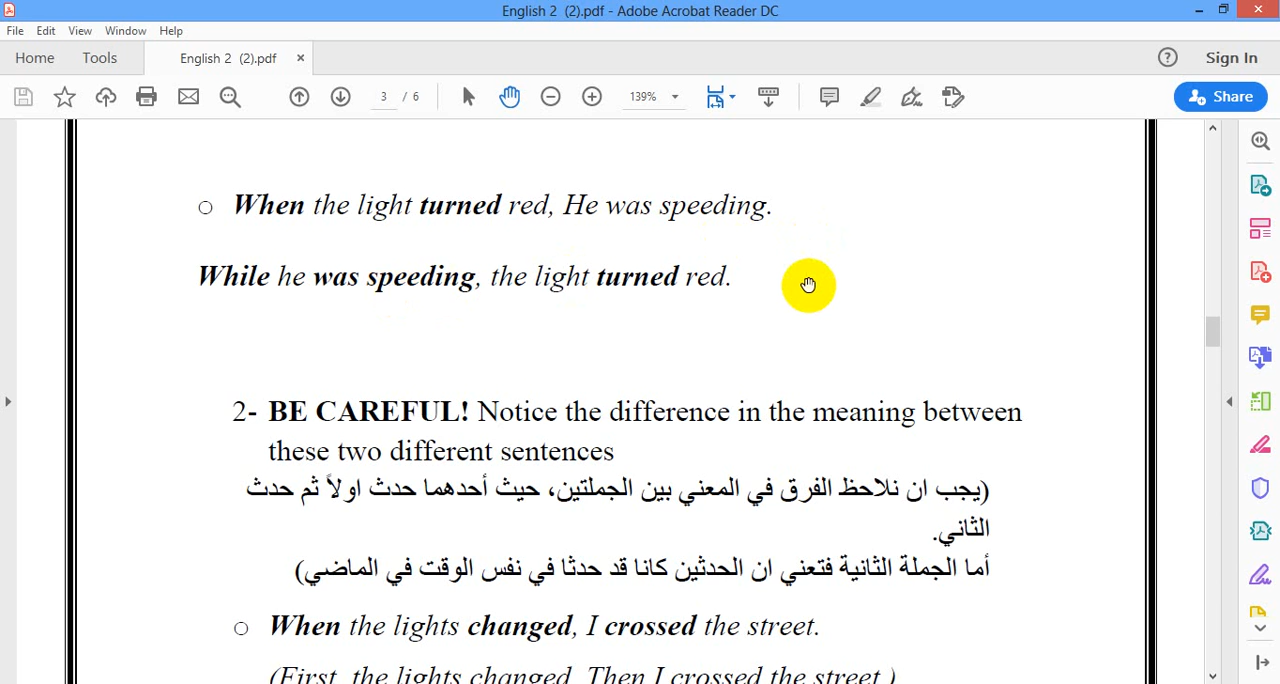 English 2 (2).pdf - Adobe Acrobat Reader DC
File Edit View Window Help
Home Tools English 2 (2).pdf × ? Sign In
3 / 6 139% Share
○ When the light turned red, He was speeding.
While he was speeding, the light turned red.
2- BE CAREFUL! Notice the difference in the meaning between
these two different sentences
(يجب ان نلاحظ الفرق في المعني بين الجملتين، حيث أحدهما حدث اولاً ثم حدث
الثاني.
أما الجملة الثانية فتعني ان الحدثين كانا قد حدثا في نفس الوقت في الماضي)
○ When the lights changed, I crossed the street.
(First, the lights changed. Then I crossed the street.)